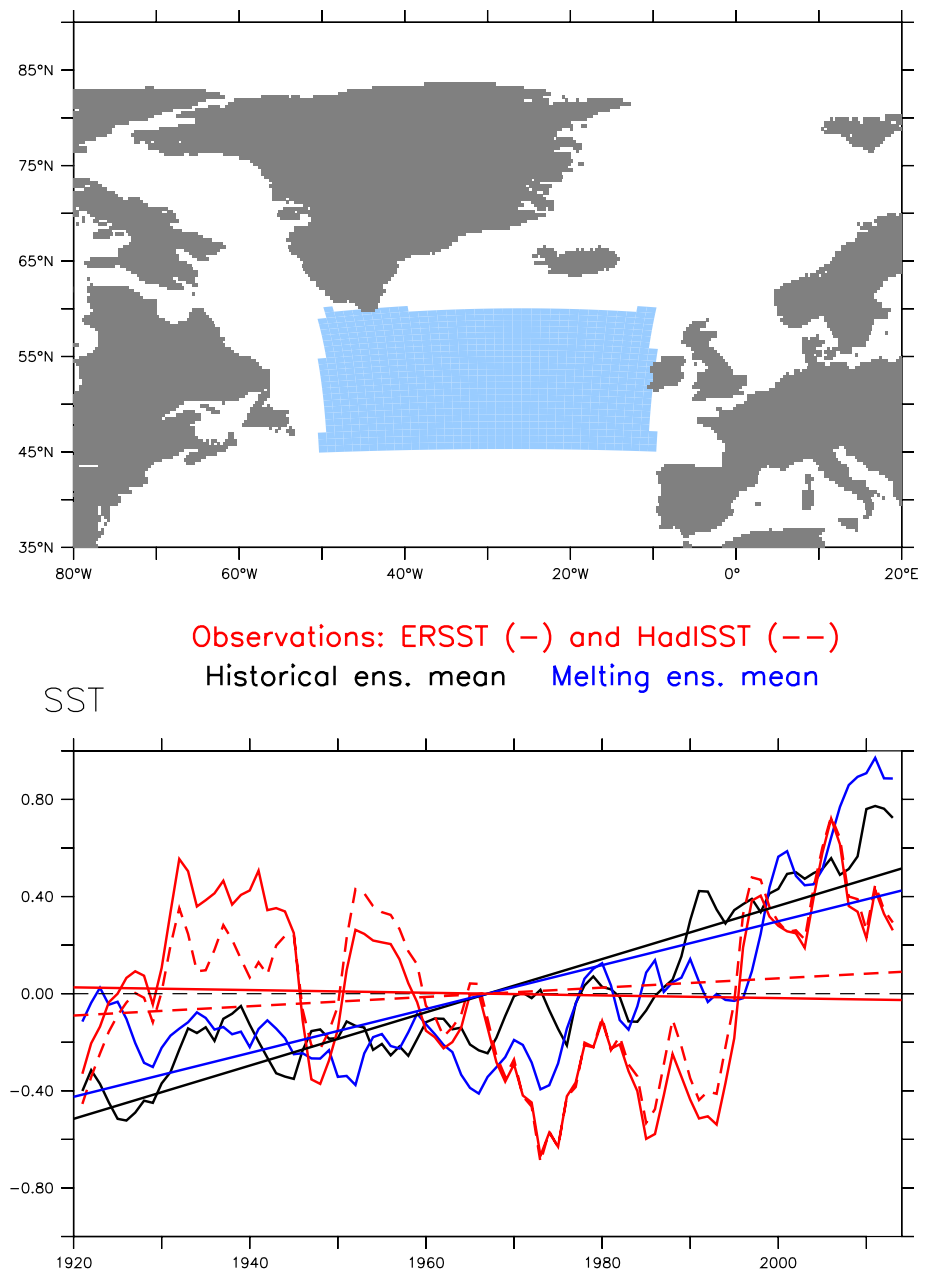 85°N
75°N
65°N
55°N
45°N
35°N
80°W 60°W 40°W 20°W 0° 20°E
Observations: ERSST (—) and HadISST (——)
Historical ens. mean Melting ens. mean
SST
0.80
0.40
0.00
−0.40
−0.80
1920 1940 1960 1980 2000